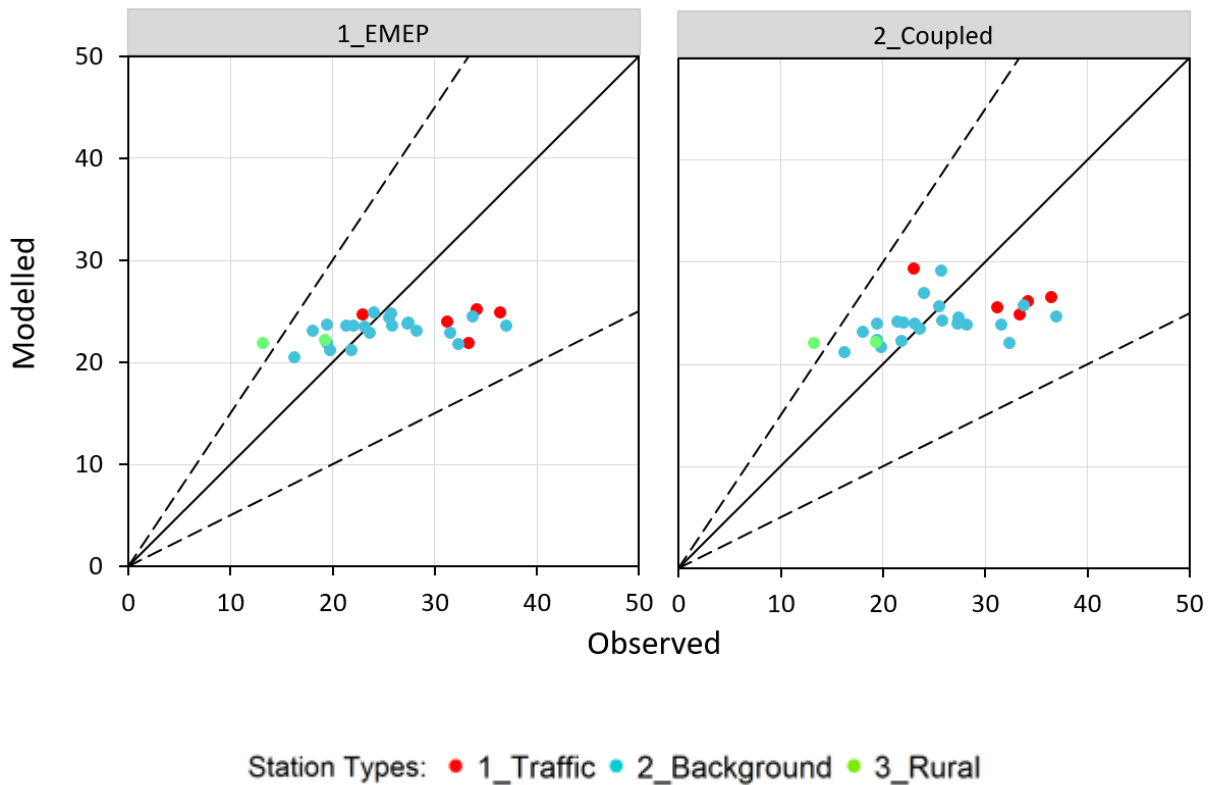 1_EMEP 2_Coupled
50
40
30
20
10
0
Modelled
0 10 20 30 40 50 0 10 20 30 40 50
Observed
Station Types: 1_Traffic 2_Background 3_Rural